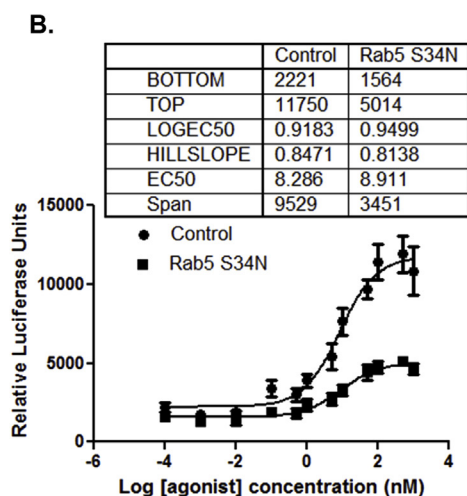 B.
Control Rab5 S34N
BOTTOM 2221 1564
TOP 11750 5014
LOGEC50 0.9183 0.9499
HILLSLOPE 0.8471 0.8138
EC50 8.286 8.911
Span 9529 3451
Control
Rab5 S34N
Relative Luciferase Units
15000
10000
5000
0
-6 -4 -2 0 2 4
Log [agonist] concentration (nM)